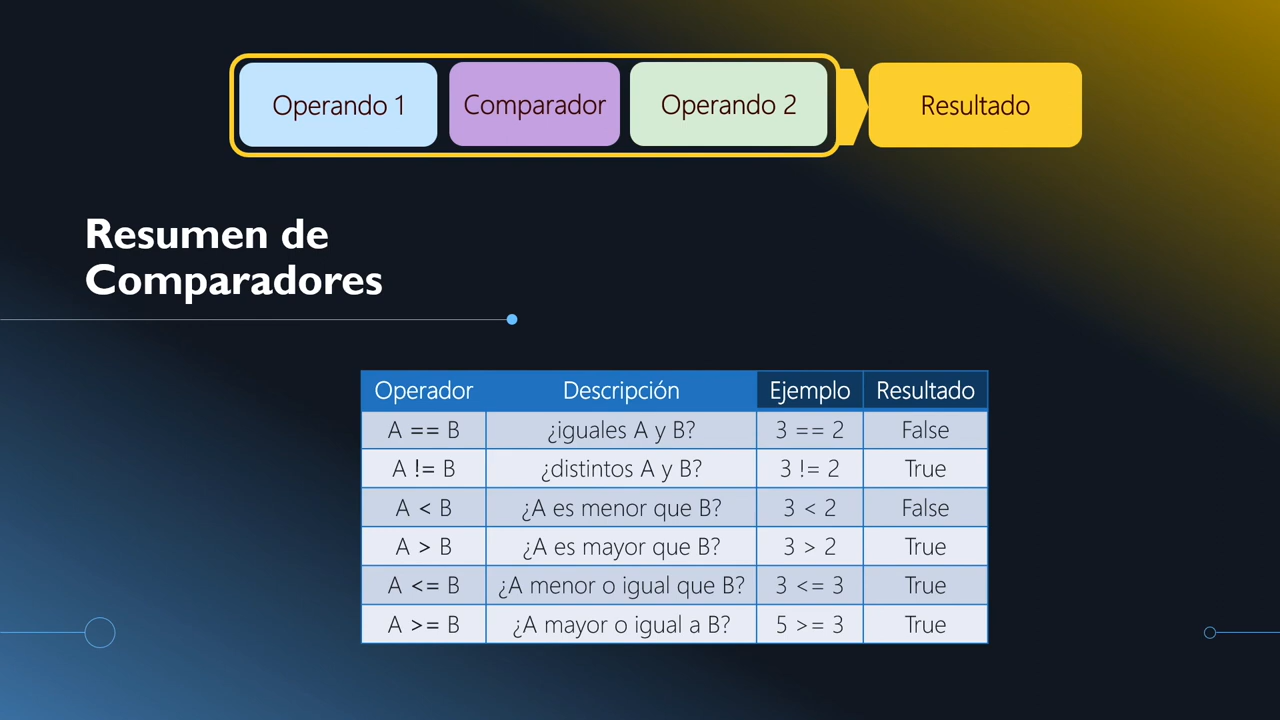 Operando 1 Comparador Operando 2 Resultado
Resumen de
Comparadores
Operador Descripción Ejemplo Resultado
A == B ¿iguales A y B? 3 == 2 False
A != B ¿distintos A y B? 3 != 2 True
A < B ¿A es menor que B? 3 < 2 False
A > B ¿A es mayor que B? 3 > 2 True
A <= B ¿A menor o igual que B? 3 <= 3 True
A >= B ¿A mayor o igual a B? 5 >= 3 True